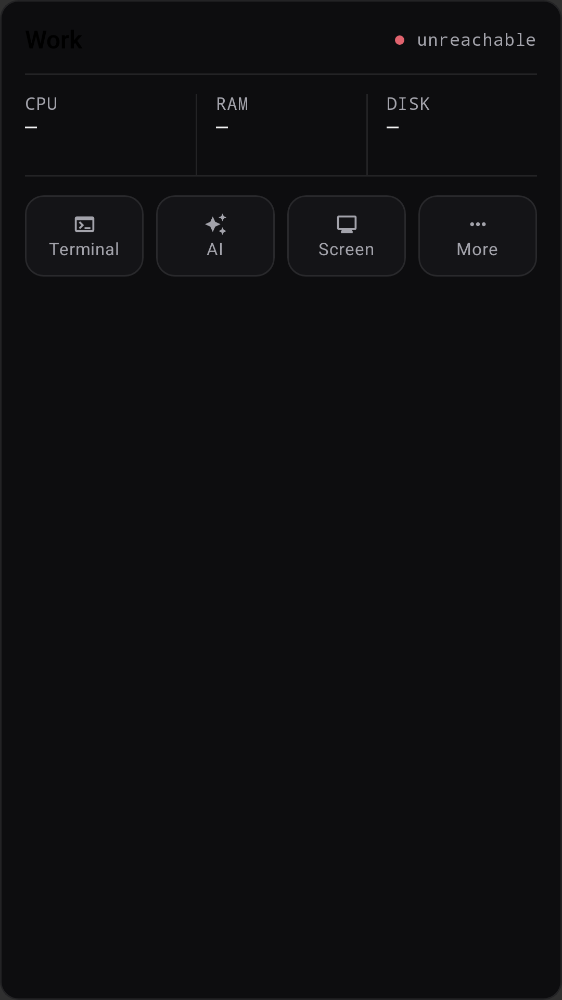 Work
unreachable
CPU
RAM
DISK
—
—
—
Terminal
AI
Screen
More